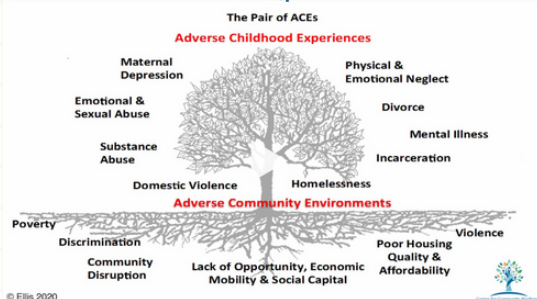 The Pair of ACEs
Adverse Childhood Experiences
Maternal
Depression
Physical &
Emotional Neglect
Emotional &
Sexual Abuse
Divorce
Mental Illness
Substance
Abuse
Incarceration
Domestic Violence
Homelessness
Adverse Community Environments
Poverty
Violence
Discrimination
Poor Housing
Quality &
Affordability
Community
Disruption
Lack of Opportunity, Economic
Mobility & Social Capital
© Ellis 2020